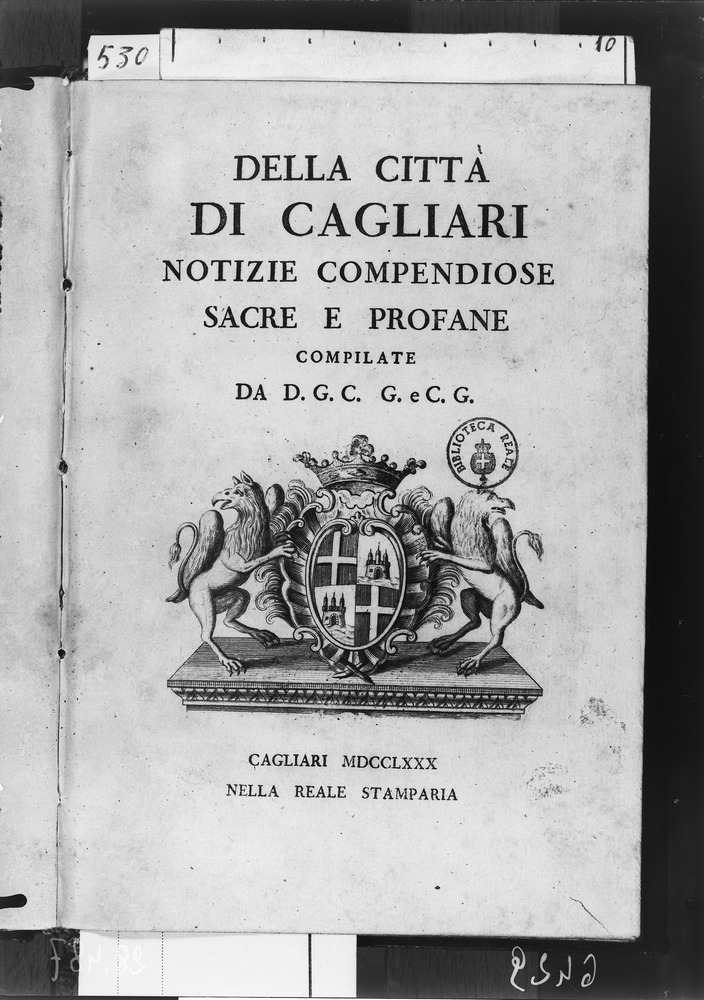 530
10
DELLA CITTÀ
DI CAGLIARI
NOTIZIE COMPENDIOSE
SACRE E PROFANE
COMPILATE
DA D. G. C. G. e C. G.
BIBLIOTECA REALE
CAGLIARI MDCCLXXX
NELLA REALE STAMPARIA
6429